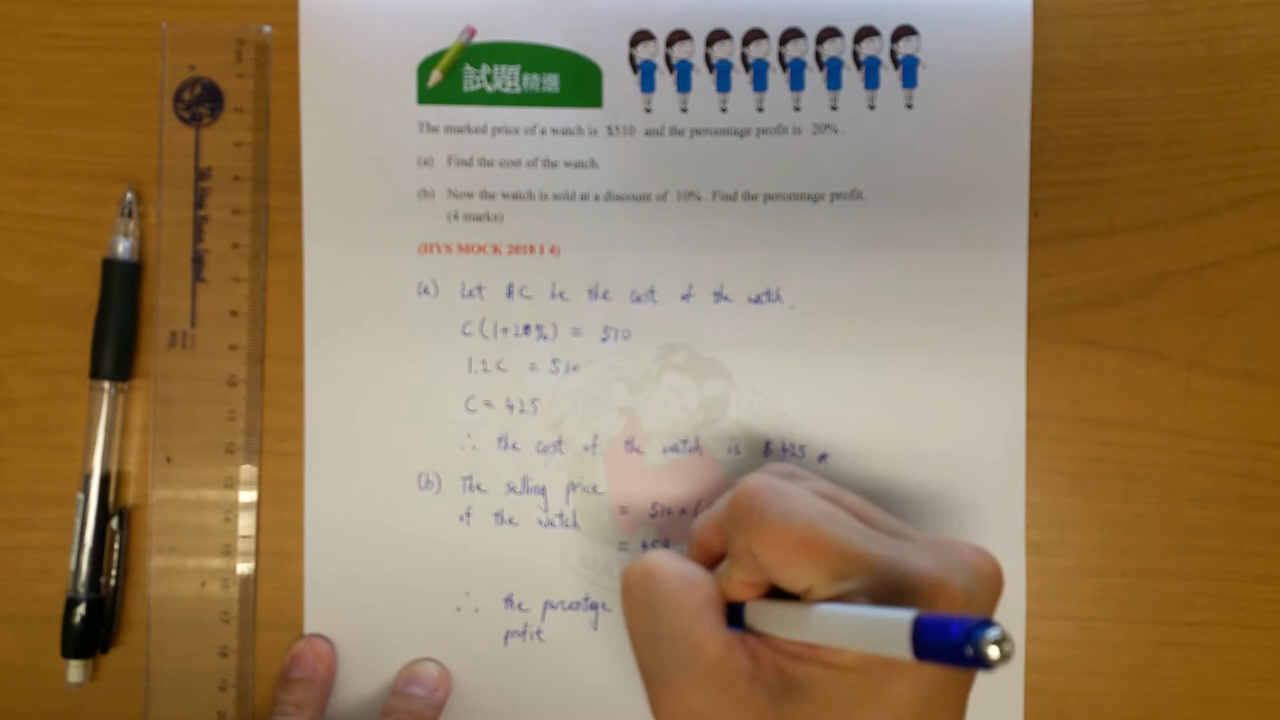 試題精選
The marked price of a watch is $510 and the percentage profit is 20%.
(a) Find the cost of the watch.
(b) Now the watch is sold at a discount of 10%. Find the percentage profit.
(4 marks)
(HYS MOCK 2018 I 4)
(a) Let $C be the cost of the watch.
C(1+20%) = 510
1.2C = 510
C = 425
∴ the cost of the watch is $425
(b) The selling price
of the watch
= 510 × (
= 459
∴ the percentage
profit